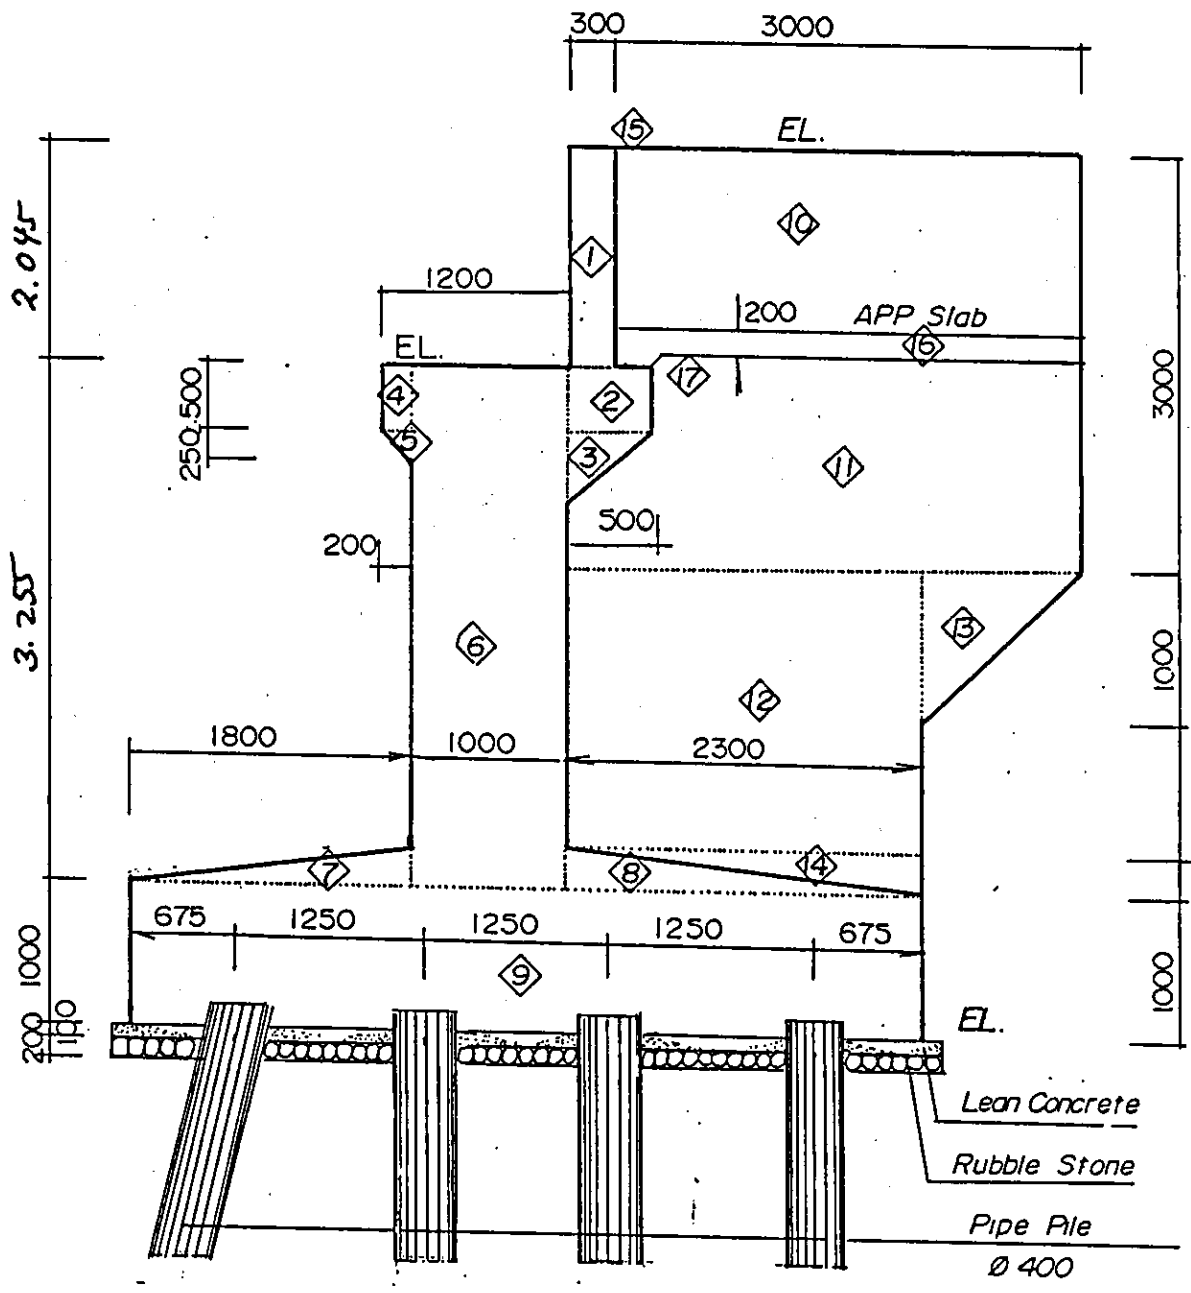 300 3000
15 EL.
2.045
10
1
1200
200 APP Slab
16
EL.
17
4 2
3000
250.500
5
3
11
500
200
3.255
13
6
1000
12
1800 1000 2300
7 8 14
675 1250 1250 1250 675
1000
9
1000
200 100
EL.
Lean Concrete
Rubble Stone
Pipe Pile
Ø 400